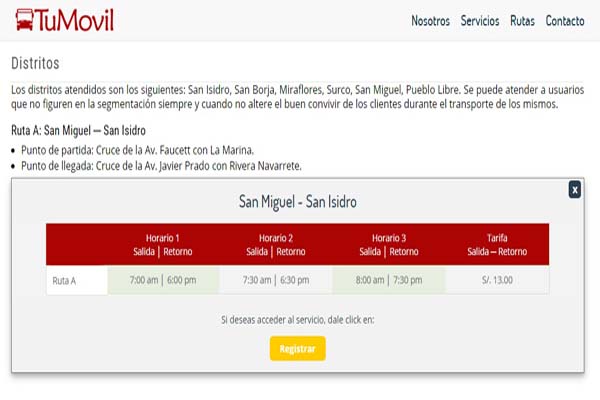 TuMovil
Nosotros Servicios Rutas Contacto
Distritos
Los distritos atendidos son los siguientes: San Isidro, San Borja, Miraflores, Surco, San Miguel, Pueblo Libre. Se puede atender a usuarios
que no figuren en la segmentación siempre y cuando no altere el buen convivir de los clientes durante el transporte de los mismos.
Ruta A: San Miguel — San Isidro
• Punto de partida: Cruce de la Av. Faucett con La Marina.
• Punto de llegada: Cruce de la Av. Javier Prado con Rivera Navarrete.
x
San Miguel - San Isidro
Horario 1 Horario 2 Horario 3 Tarifa
Salida | Retorno Salida | Retorno Salida | Retorno Salida — Retorno
Ruta A 7:00 am | 6:00 pm 7:30 am | 6:30 pm 8:00 am | 7:30 pm S/. 13.00
Si deseas acceder al servicio, dale click en:
Registrar